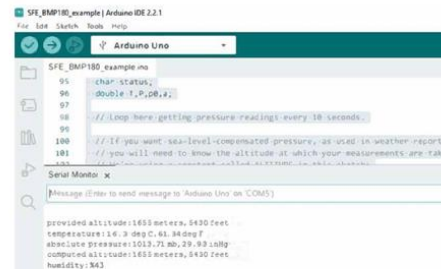 SFE_BMP180_example | Arduino IDE 2.2.1
File Edit Sketch Tools Help
Arduino Uno
SFE_BMP180_example.ino
95 char status;
96 double T,P,p0,a;
97
98 // Loop here getting pressure readings every 10 seconds.
99
100 // If you want sea-level-compensated pressure, as used in weather report
101 // you will need to know the altitude at which your measurements are tak
Serial Monitor x
Message (Enter to send message to 'Arduino Uno' on 'COM5')
provided altitude:1655 meters, 5430 feet
temperature:16.3 deg C, 61.34 deg F
absolute pressure:1013.71 mb, 29.93 inHg
computed altitude:1655 meters, 5430 feet
humidity:%43